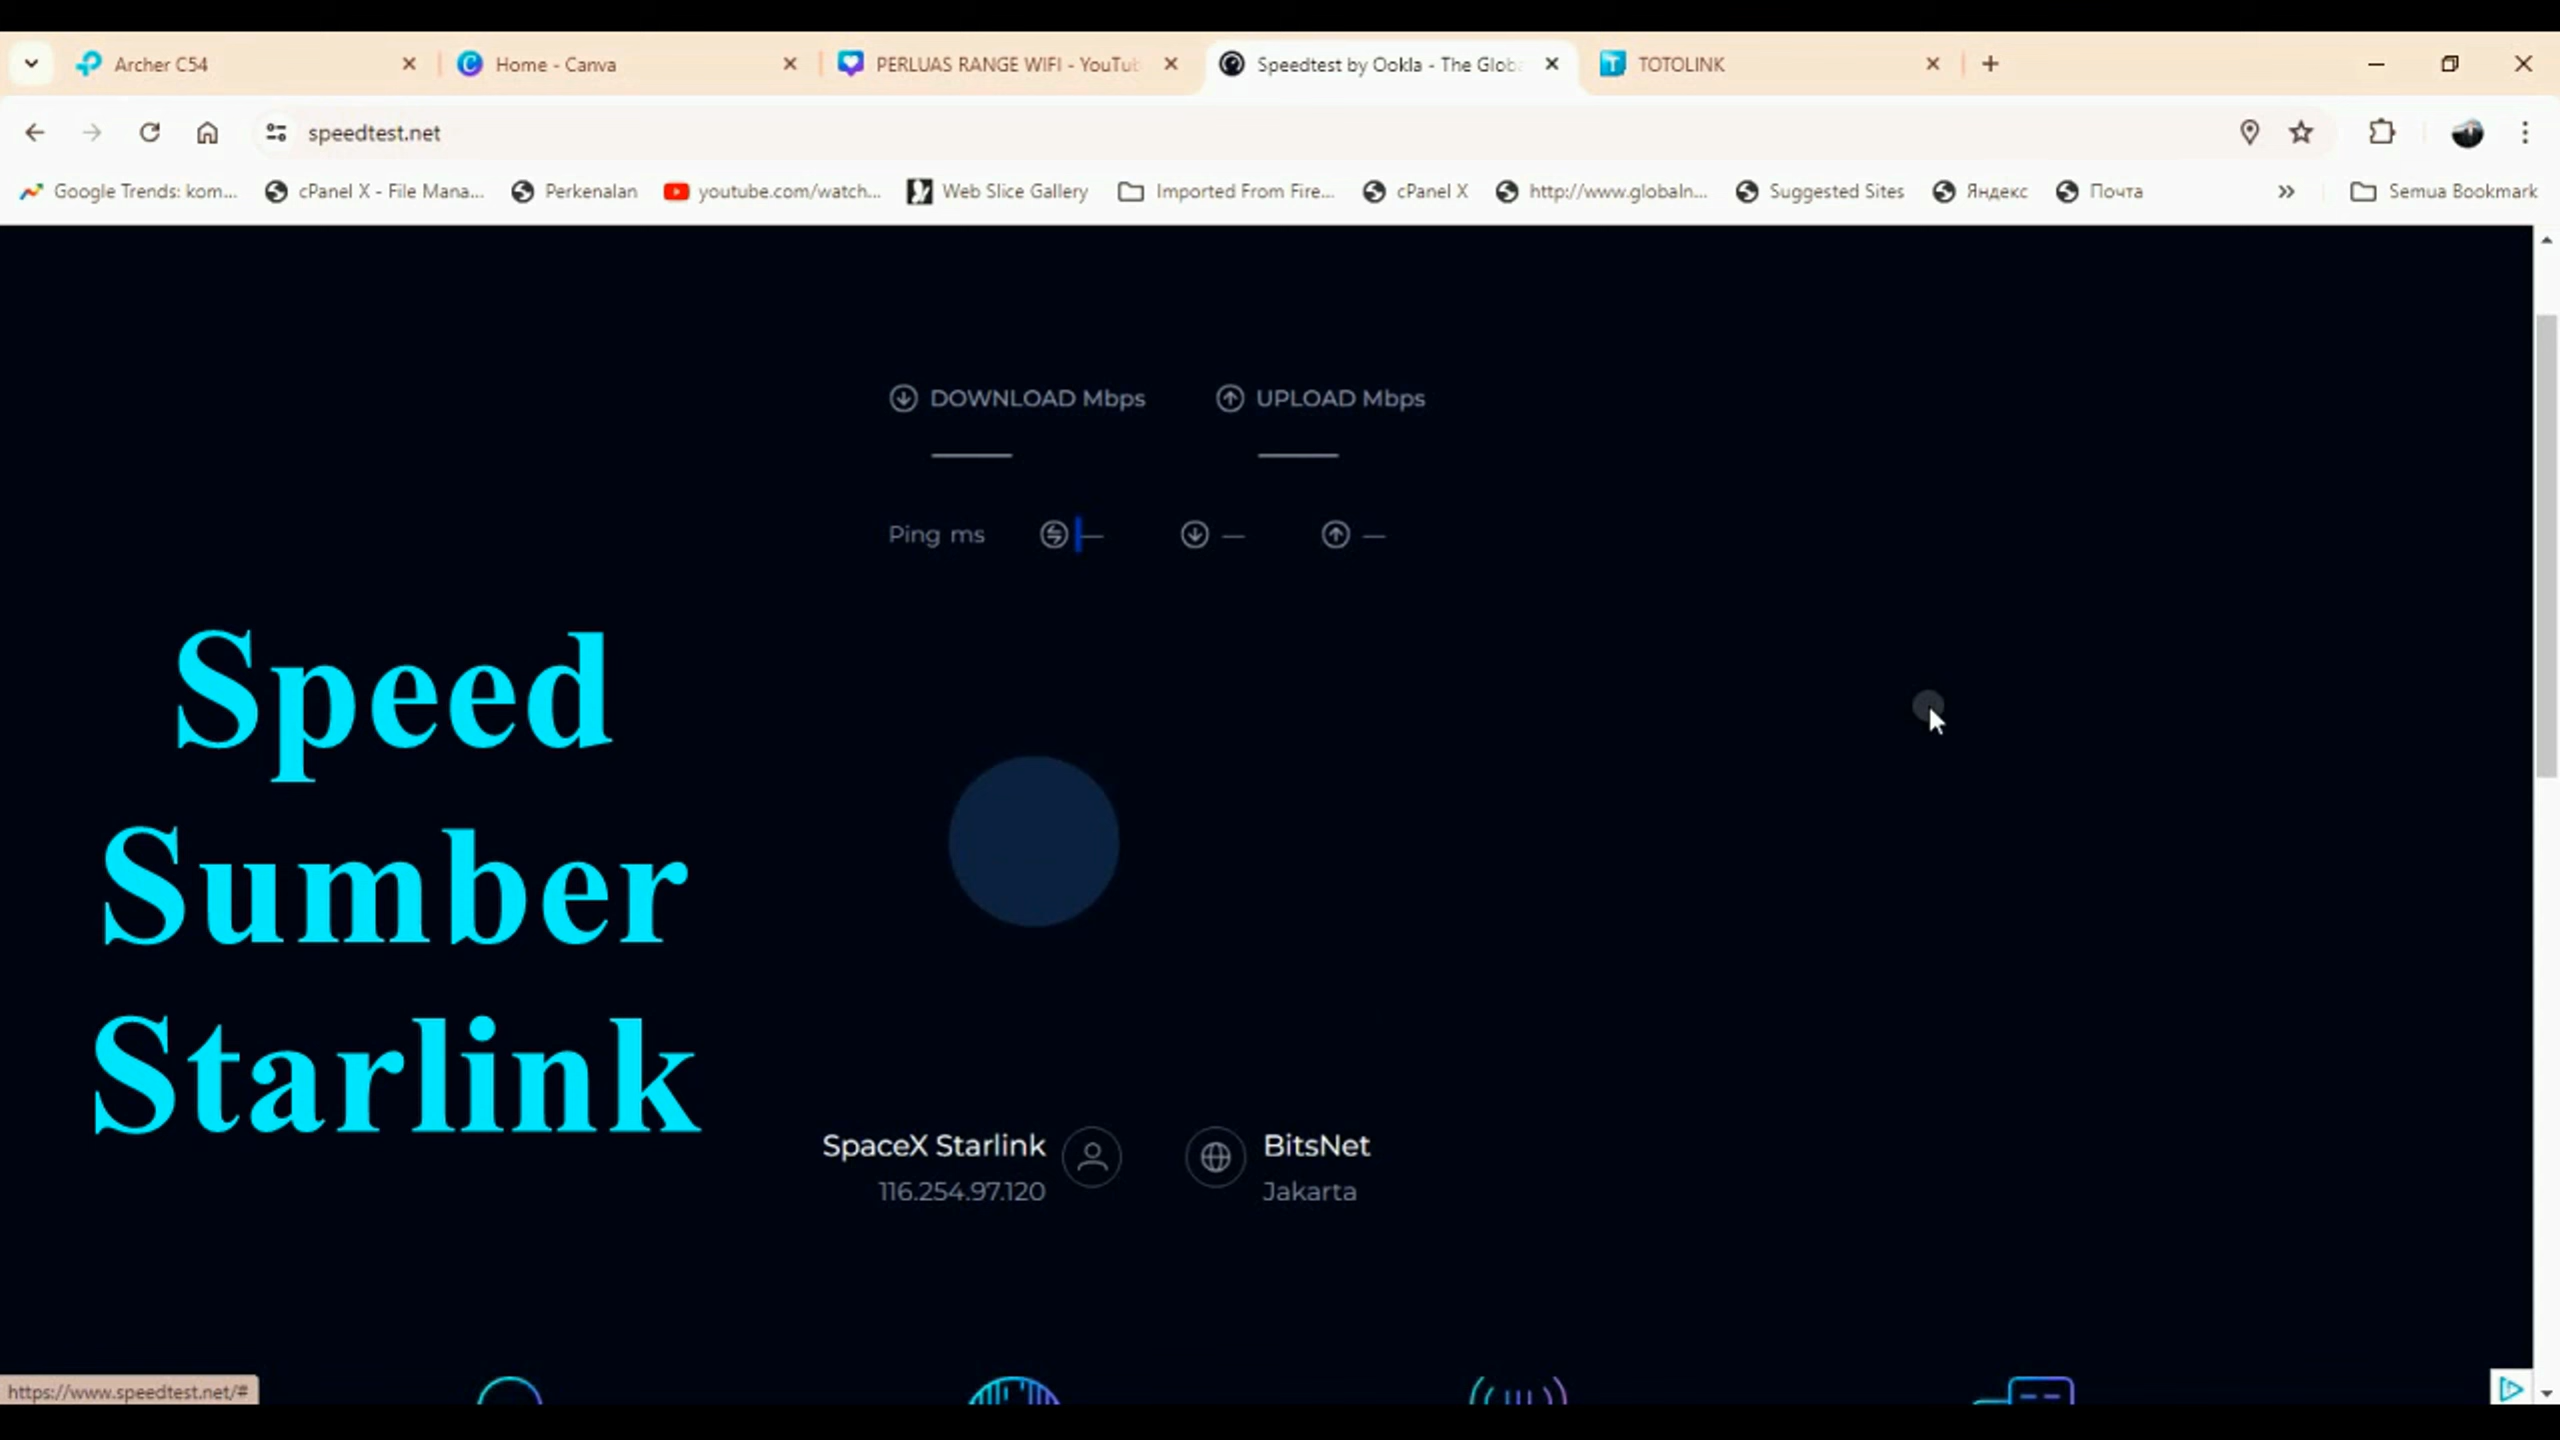 Archer C54
Home - Canva
PERLUAS RANGE WIFI - YouTub
Speedtest by Ookla - The Glob
TOTOLINK
speedtest.net
Google Trends: kom...
cPanel X - File Mana...
Perkenalan
youtube.com/watch...
Web Slice Gallery
Imported From Fire...
cPanel X
http://www.globaln...
Suggested Sites
Яндекс
Почта
Semua Bookmark
DOWNLOAD Mbps
UPLOAD Mbps
Ping ms
Speed
Sumber
Starlink
SpaceX Starlink
116.254.97.120
BitsNet
Jakarta
https://www.speedtest.net/#